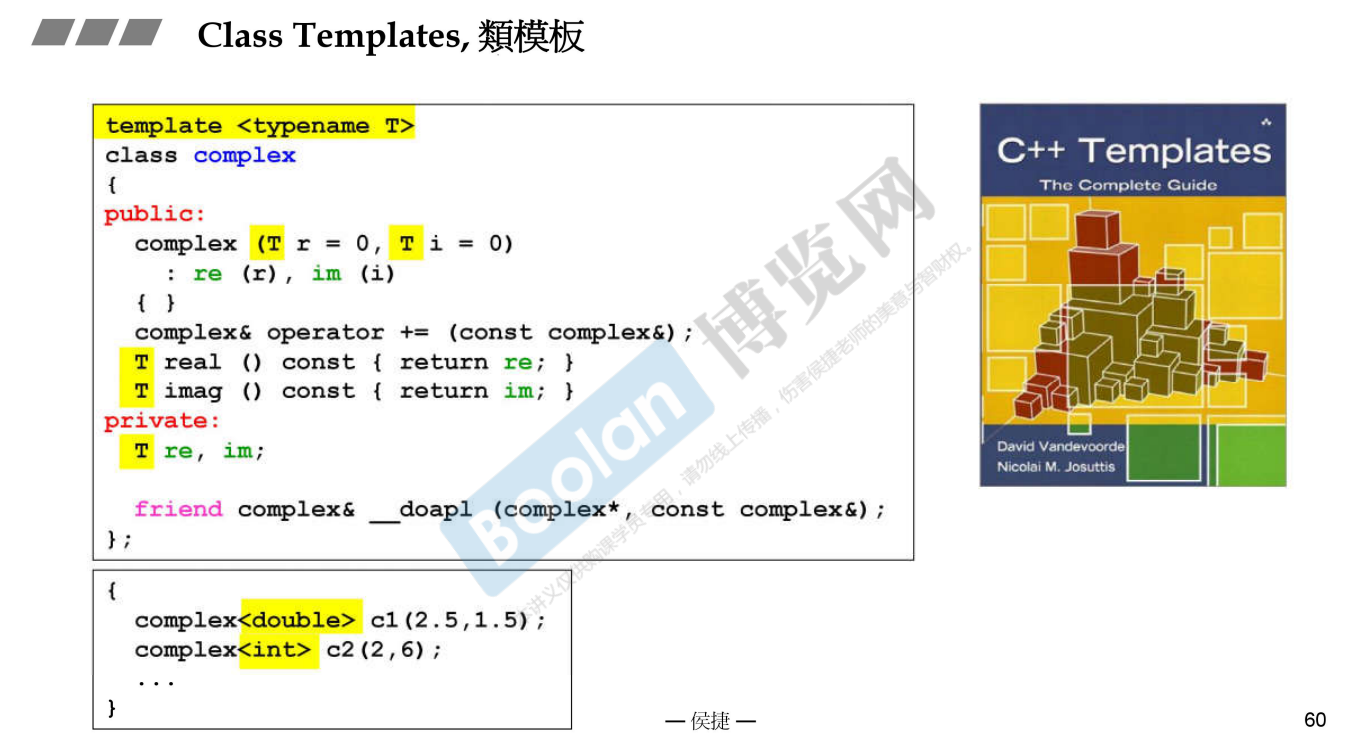 Class Templates, 類模板
template <typename T>
class complex
{
public:
  complex (T r = 0, T i = 0)
    : re (r), im (i)
  { }
  complex& operator += (const complex&);
  T real () const { return re; }
  T imag () const { return im; }
private:
  T re, im;
  friend complex& __doapl (complex*, const complex&);
};
{
  complex<double> c1(2.5,1.5);
  complex<int> c2(2,6);
  ...
}
C++ Templates
The Complete Guide
David Vandevoorde
Nicolai M. Josuttis
Boolan 博览网
本讲义仅供购课学员专用，请勿线上传播，伤害侯捷老师的美意与智财权。
— 侯捷 —
60